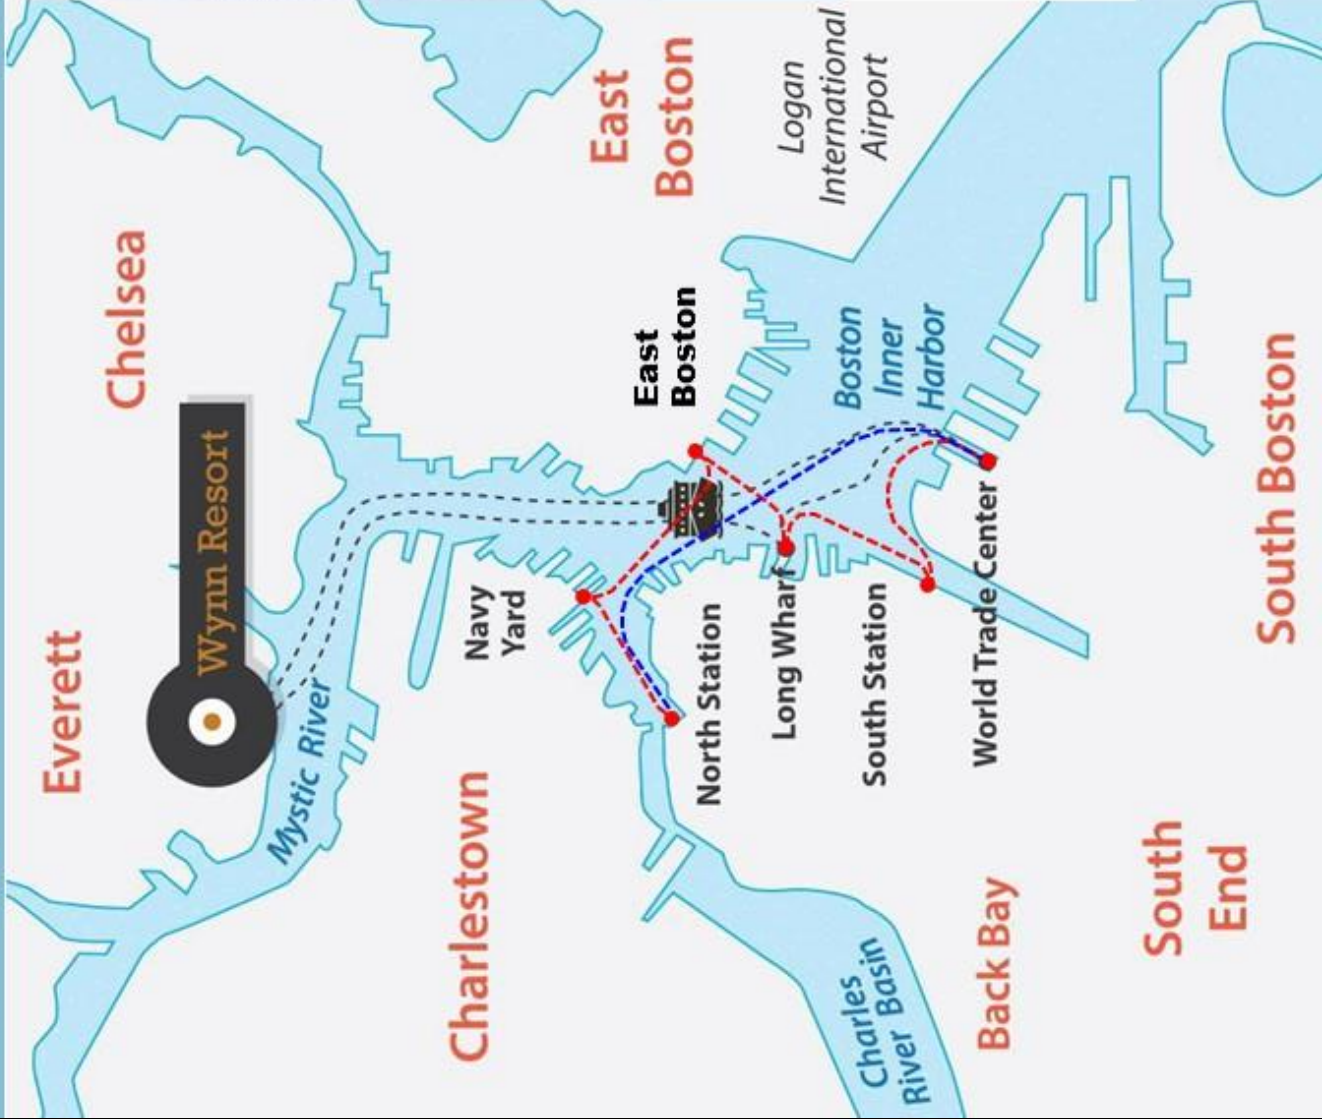 Everett
Chelsea
Wynn Resort
Mystic River
Charlestown
Navy
Yard
East
Boston
East
Boston
Logan
International
Airport
Boston
Inner
Harbor
North Station
Long Wharf
South Station
World Trade Center
Charles
River Basin
Back Bay
South
End
South Boston